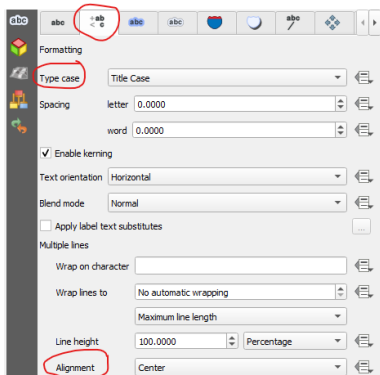 abc abc +ab abc abc abc
< c
Formatting
Type case Title Case
Spacing letter 0.0000
word 0.0000
Enable kerning
Text orientation Horizontal
Blend mode Normal
Apply label text substitutes ...
Multiple lines
Wrap on character
Wrap lines to No automatic wrapping
Maximum line length
Line height 100.0000 Percentage
Alignment Center